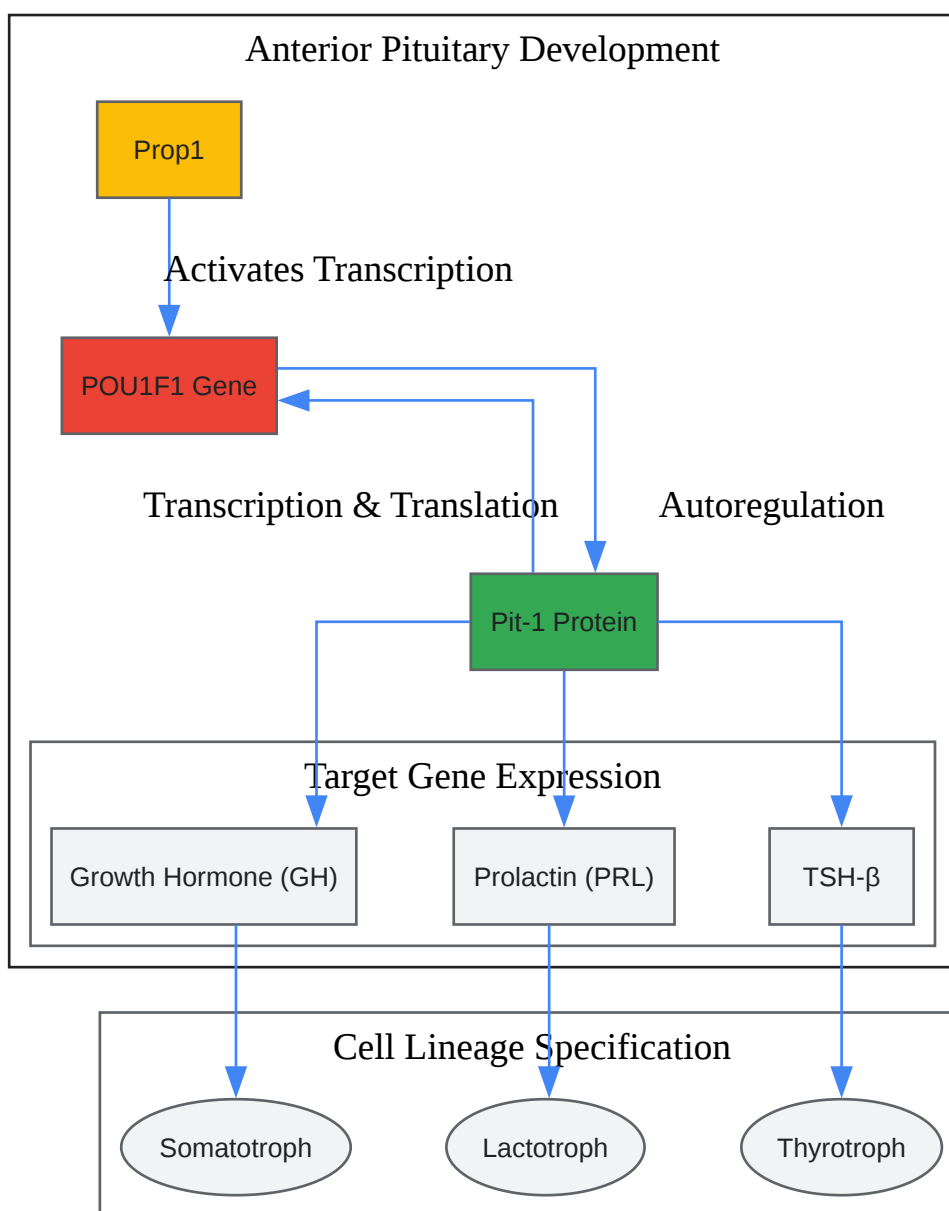 Anterior Pituitary Development
Prop1
Activates Transcription
POU1F1 Gene
Transcription & Translation
Autoregulation
Pit-1 Protein
Target Gene Expression
Growth Hormone (GH)
Prolactin (PRL)
TSH-β
Cell Lineage Specification
Somatotroph
Lactotroph
Thyrotroph